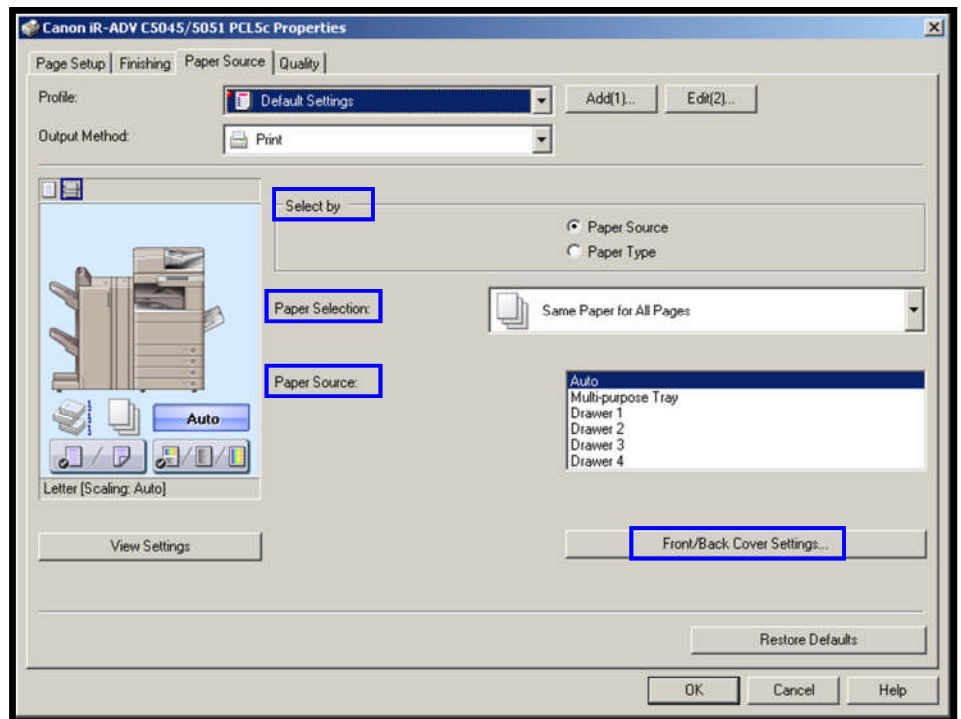 Canon iR-ADV C5045/5051 PCL5c Properties
Page Setup Finishing Paper Source Quality
Profile: Default Settings Add(1)... Edit(2)...
Output Method: Print
Select by
Paper Source
Paper Type
Paper Selection: Same Paper for All Pages
Paper Source: Auto
Multi-purpose Tray
Drawer 1
Drawer 2
Drawer 3
Drawer 4
Auto
Letter [Scaling: Auto]
View Settings Front/Back Cover Settings...
Restore Defaults
OK Cancel Help